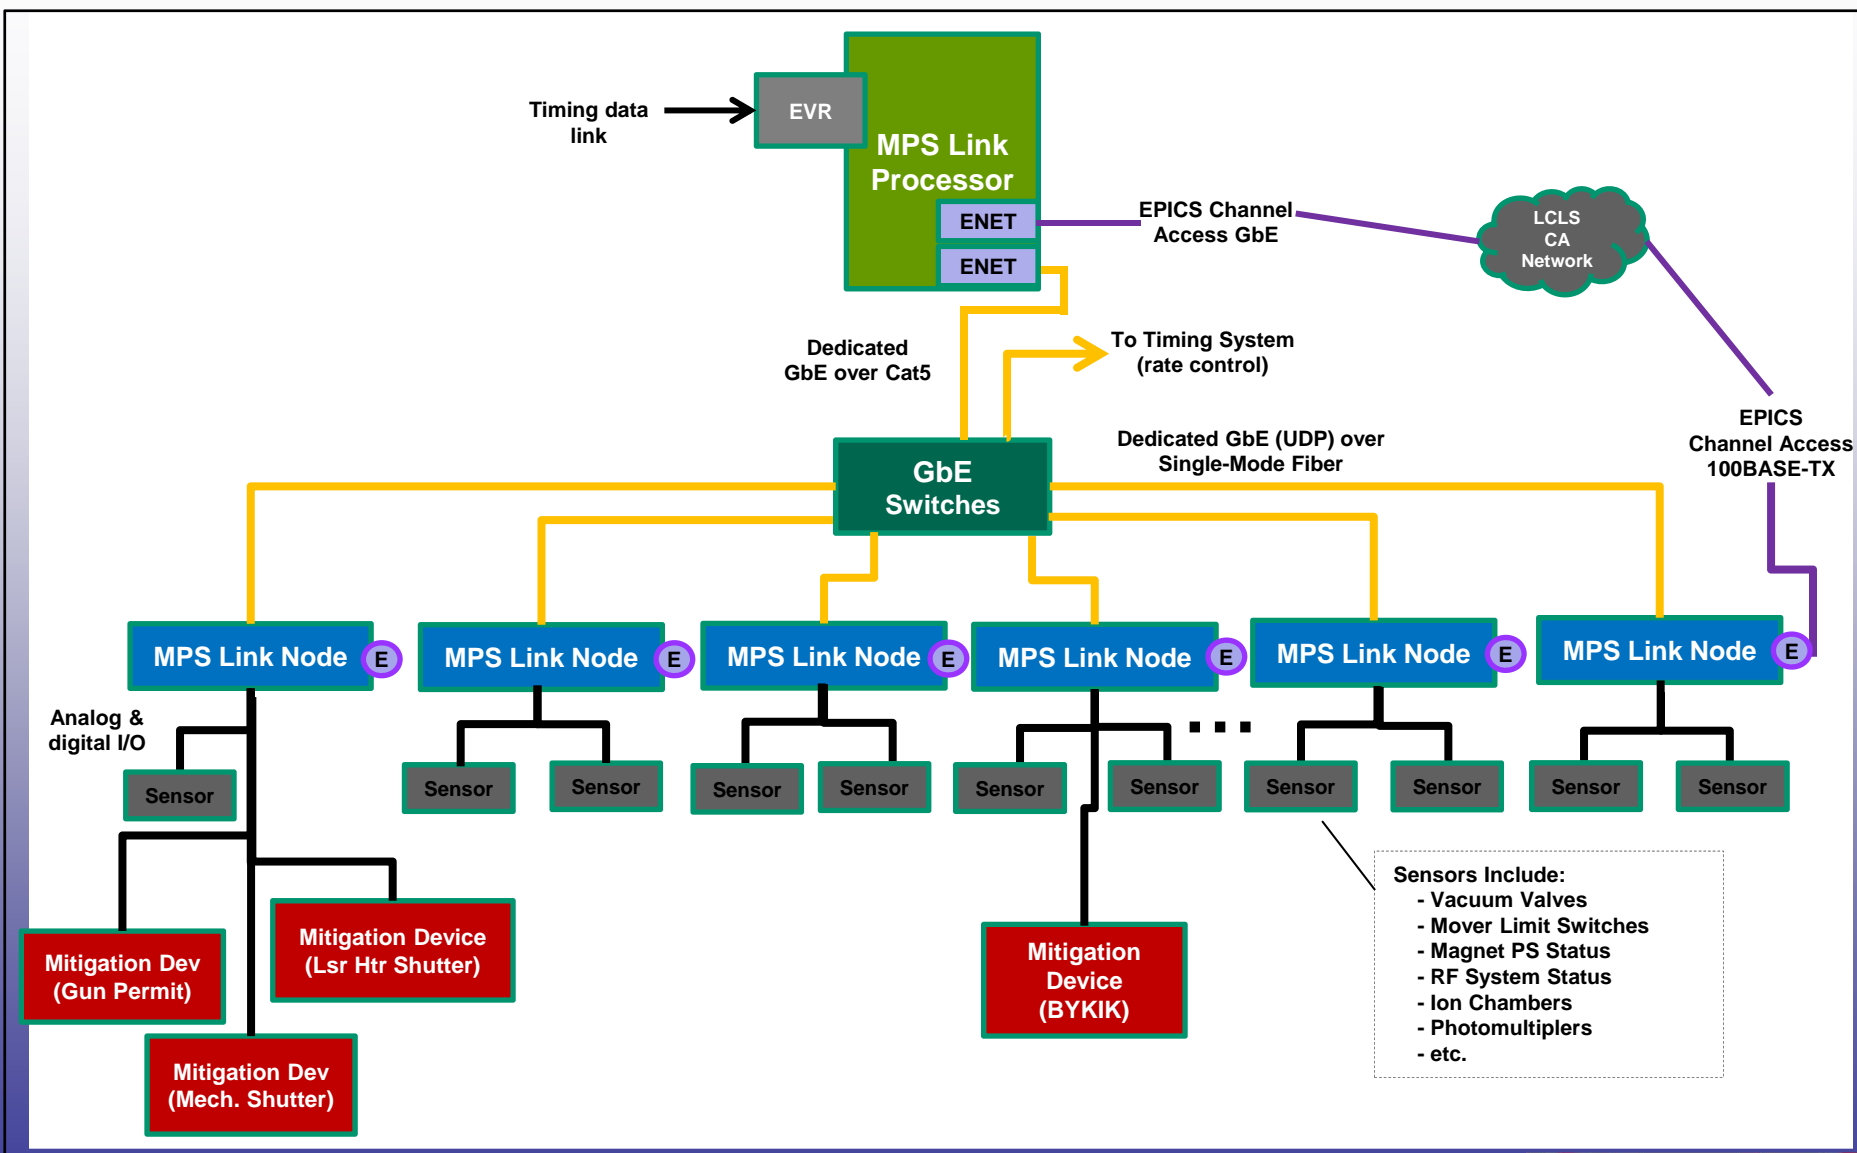 Timing data
link
EVR
MPS Link
Processor
ENET
ENET
EPICS Channel
Access GbE
LCLS
CA
Network
Dedicated
GbE over Cat5
To Timing System
(rate control)
EPICS
Channel Access
100BASE-TX
Dedicated GbE (UDP) over
Single-Mode Fiber
GbE
Switches
MPS Link Node
E
MPS Link Node
E
MPS Link Node
E
MPS Link Node
E
MPS Link Node
E
MPS Link Node
E
Analog &
digital I/O
...
Sensor
Sensor
Sensor
Sensor
Sensor
Sensor
Sensor
Sensor
Sensor
Sensor
Sensor
Mitigation Dev
(Gun Permit)
Mitigation Device
(Lsr Htr Shutter)
Mitigation Dev
(Mech. Shutter)
Mitigation
Device
(BYKIK)
Sensors Include:
- Vacuum Valves
- Mover Limit Switches
- Magnet PS Status
- RF System Status
- Ion Chambers
- Photomultiplers
- etc.